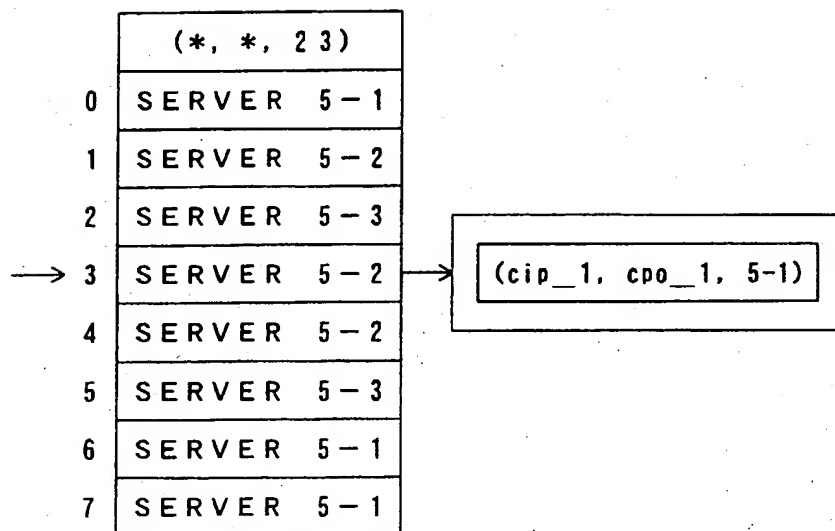 (*, *, 23)
0 SERVER 5-1
1 SERVER 5-2
2 SERVER 5-3
3 SERVER 5-2
(cip_1, cpo_1, 5-1)
4 SERVER 5-2
5 SERVER 5-3
6 SERVER 5-1
7 SERVER 5-1